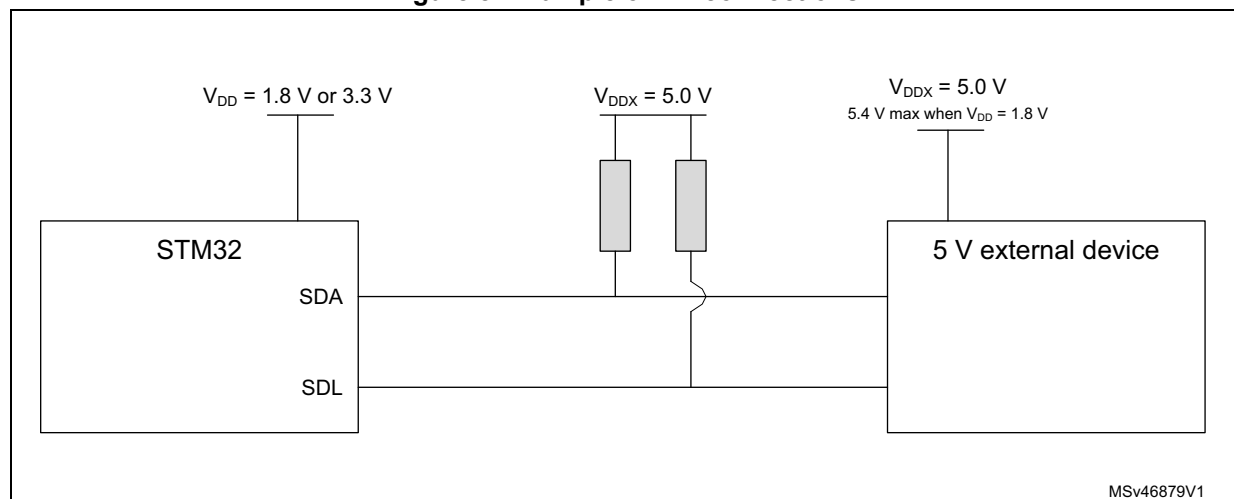 V_DD = 1.8 V or 3.3 V
V_DDX = 5.0 V
V_DDX = 5.0 V
5.4 V max when V_DD = 1.8 V
STM32
5 V external device
SDA
SDL
MSv46879V1